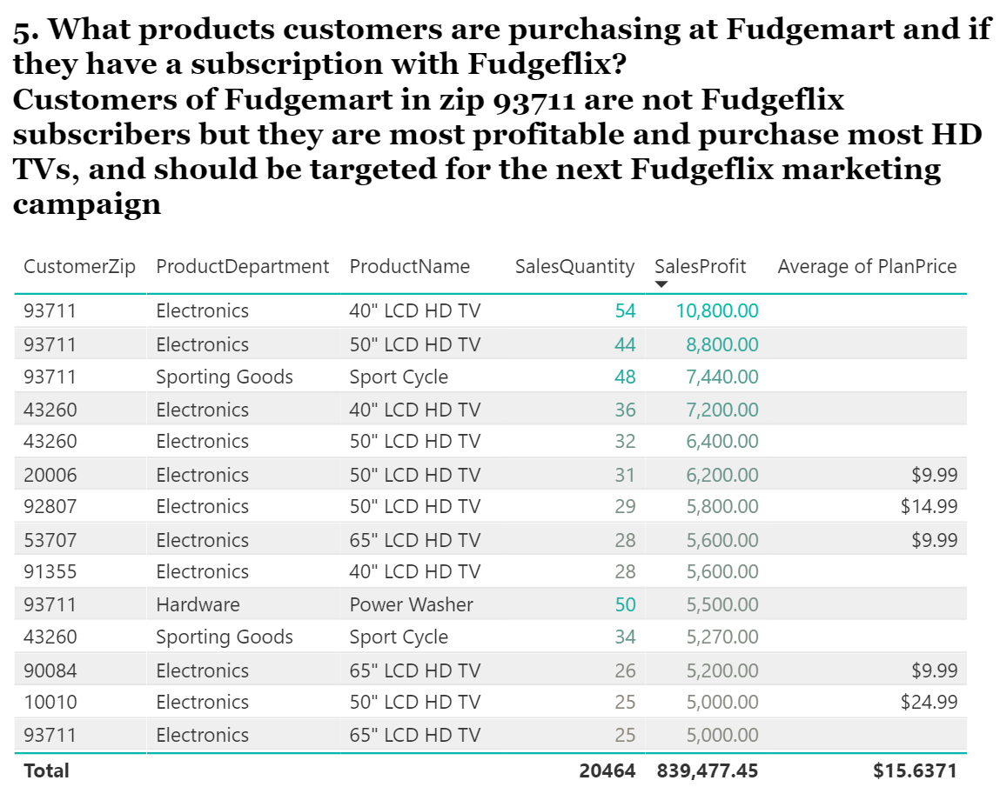 5. What products customers are purchasing at Fudgemart and if
they have a subscription with Fudgeflix?
Customers of Fudgemart in zip 93711 are not Fudgeflix
subscribers but they are most profitable and purchase most HD
TVs, and should be targeted for the next Fudgeflix marketing
campaign
CustomerZip ProductDepartment ProductName SalesQuantity SalesProfit Average of PlanPrice
93711 Electronics 40" LCD HD TV 54 10,800.00
93711 Electronics 50" LCD HD TV 44 8,800.00
93711 Sporting Goods Sport Cycle 48 7,440.00
43260 Electronics 40" LCD HD TV 36 7,200.00
43260 Electronics 50" LCD HD TV 32 6,400.00
20006 Electronics 50" LCD HD TV 31 6,200.00 $9.99
92807 Electronics 50" LCD HD TV 29 5,800.00 $14.99
53707 Electronics 65" LCD HD TV 28 5,600.00 $9.99
91355 Electronics 40" LCD HD TV 28 5,600.00
93711 Hardware Power Washer 50 5,500.00
43260 Sporting Goods Sport Cycle 34 5,270.00
90084 Electronics 65" LCD HD TV 26 5,200.00 $9.99
10010 Electronics 50" LCD HD TV 25 5,000.00 $24.99
93711 Electronics 65" LCD HD TV 25 5,000.00
Total 20464 839,477.45 $15.6371